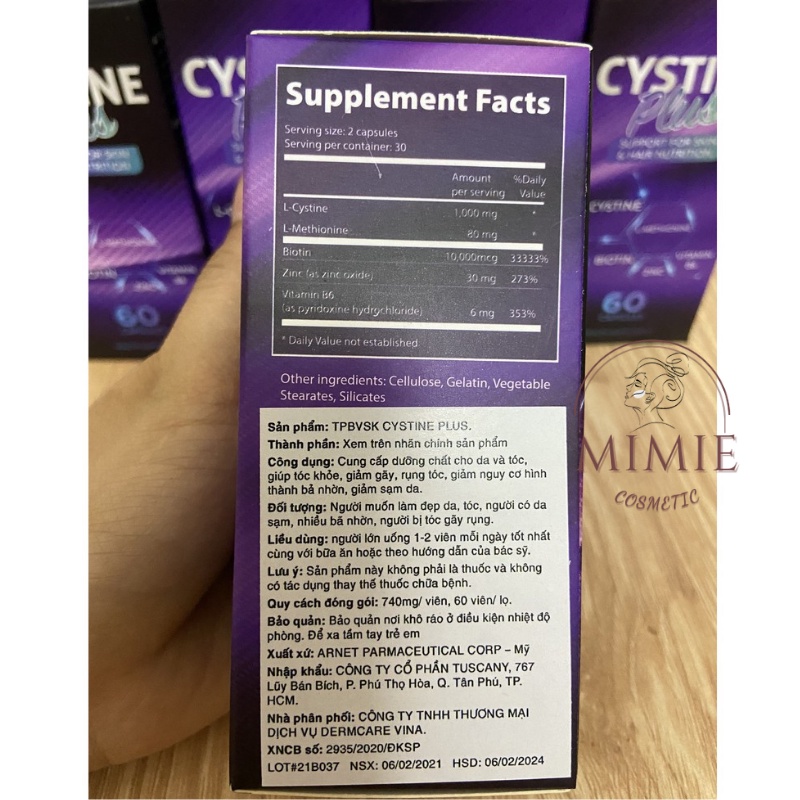 INE
CYS
CYSTI
Plus
SUPPORT FOR SKIN
& HAIR NUTRITION
CYSTINE
METHIONINE
BIOTIN
60
60
Supplement Facts
Serving size: 2 capsules
Serving per container: 30
Amount per serving %Daily Value
L-Cystine 1,000 mg *
L-Methionine 80 mg *
Biotin 10,000mcg 33333%
Zinc (as zinc oxide) 30 mg 273%
Vitamin B6
(as pyridoxine hydrochloride) 6 mg 353%
* Daily Value not established
Other ingredients: Cellulose, Gelatin, Vegetable
Stearates, Silicates
Sản phẩm: TPBVSK CYSTINE PLUS.
Thành phần: Xem trên nhãn chính sản phẩm
Công dụng: Cung cấp dưỡng chất cho da và tóc,
giúp tóc khỏe, giảm gãy, rụng tóc, giảm nguy cơ hình
thành bã nhờn, giảm sạm da.
Đối tượng: Người muốn làm đẹp da, tóc, người có da
sạm, nhiều bã nhờn, người bị tóc gãy rụng.
Liều dùng: người lớn uống 1-2 viên mỗi ngày tốt nhất
cùng với bữa ăn hoặc theo hướng dẫn của bác sỹ.
Lưu ý: Sản phẩm này không phải là thuốc và không
có tác dụng thay thế thuốc chữa bệnh.
Quy cách đóng gói: 740mg/ viên, 60 viên/ lọ.
Bảo quản: Bảo quản nơi khô ráo ở điều kiện nhiệt độ
phòng. Để xa tầm tay trẻ em
Xuất xứ: ARNET PARMACEUTICAL CORP – Mỹ
Nhập khẩu: CÔNG TY CỔ PHẦN TUSCANY, 767
Lũy Bán Bích, P. Phú Thọ Hòa, Q. Tân Phú, TP.
HCM.
Nhà phân phối: CÔNG TY TNHH THƯƠNG MẠI
DỊCH VỤ DERMCARE VINA.
XNCB số: 2935/2020/ĐKSP
LOT#21B037 NSX: 06/02/2021 HSD: 06/02/2024
MIMIE
COSMETIC